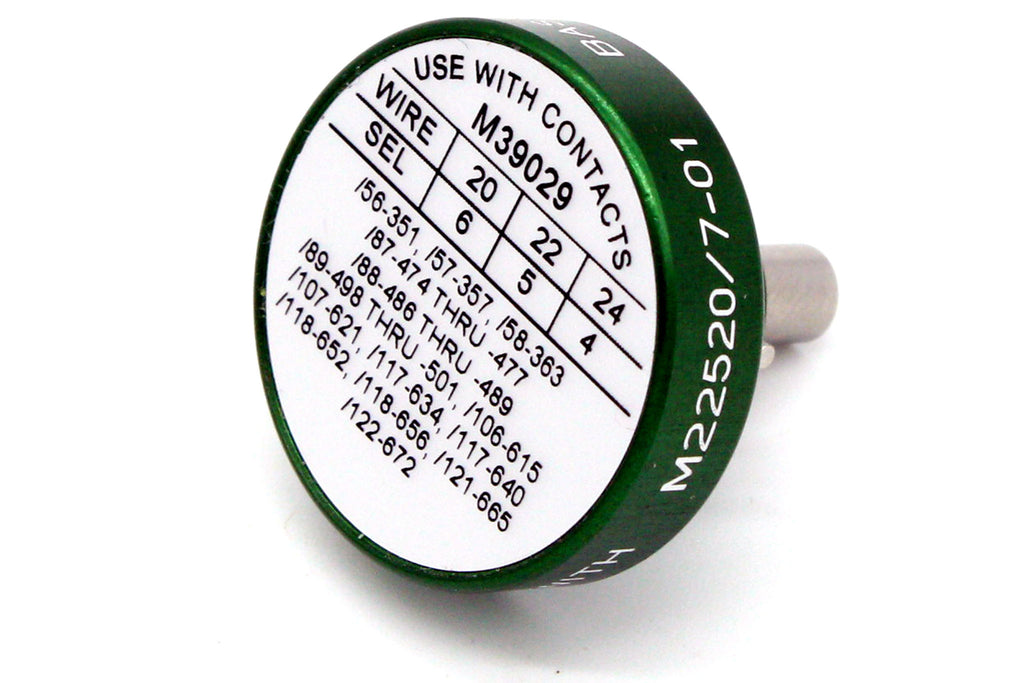 USE WITH CONTACTS
M39029
WIRE 20 22 24
SEL 6 5 4
/56-351, /57-357, /58-363
/87-474 THRU -477
/88-486 THRU -489
/89-498 THRU -501, /106-615
/107-621, /117-634, /117-640
/118-652, /118-656, /121-665
/122-672
M22520/7-01